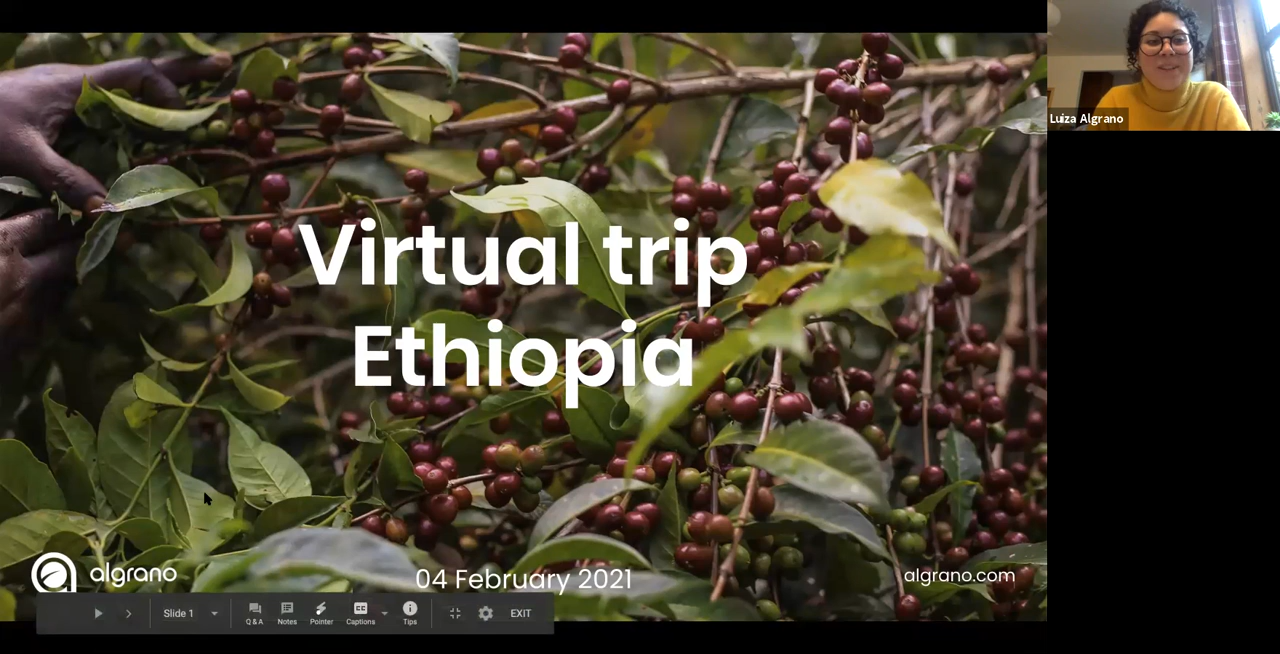 Luiza Algrano
Virtual trip
Ethiopia
algrano
04 February 2021
algrano.com
Slide 1
Q & A
Notes
Pointer
Captions
Tips
EXIT